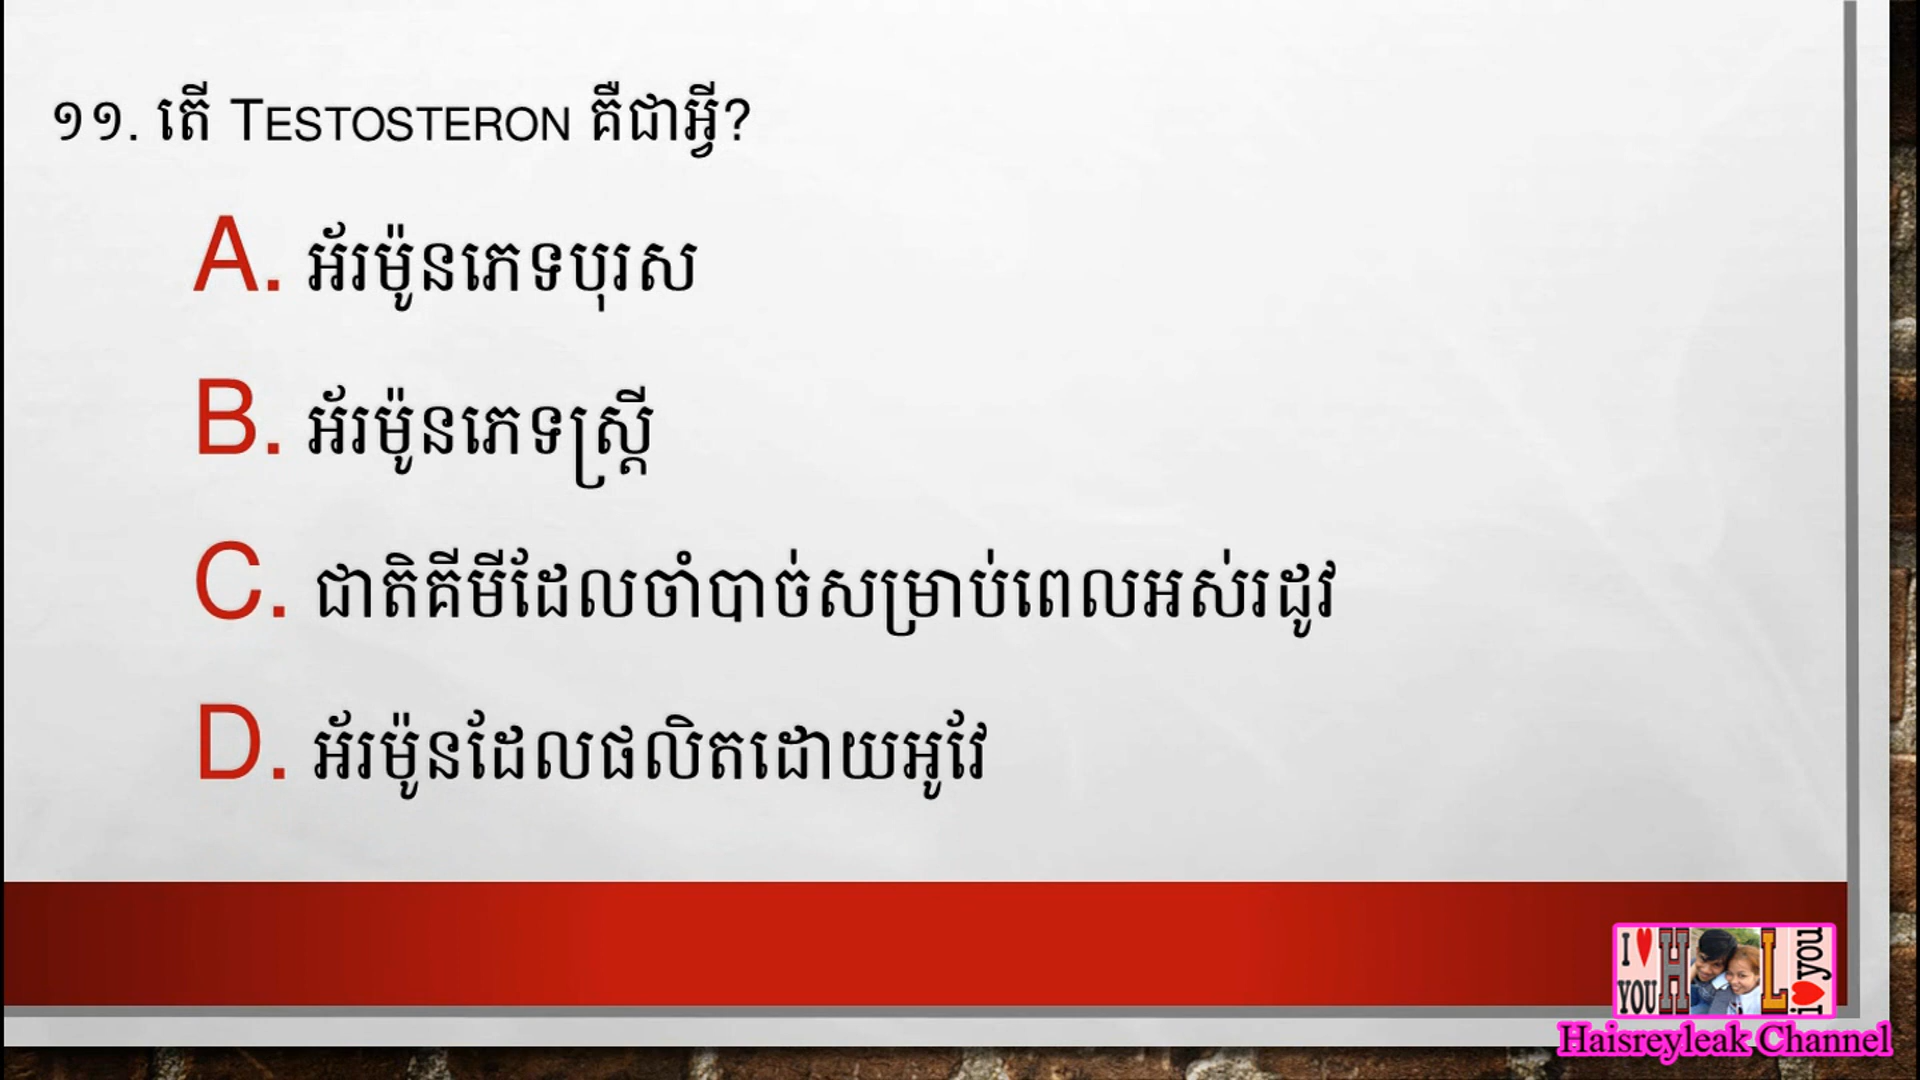 ១១. តើ TESTOSTERON គឺជាអ្វី?
A. អ័រម៉ូនភេទបុរស
B. អ័រម៉ូនភេទស្ត្រី
C. ជាតិគីមីដែលចាំបាច់សម្រាប់ពេលអស់រដូវ
D. អ័រម៉ូនដែលផលិតដោយអូវែ
I ♥ YOU H L i ♥ you
Haisreyleak Channel